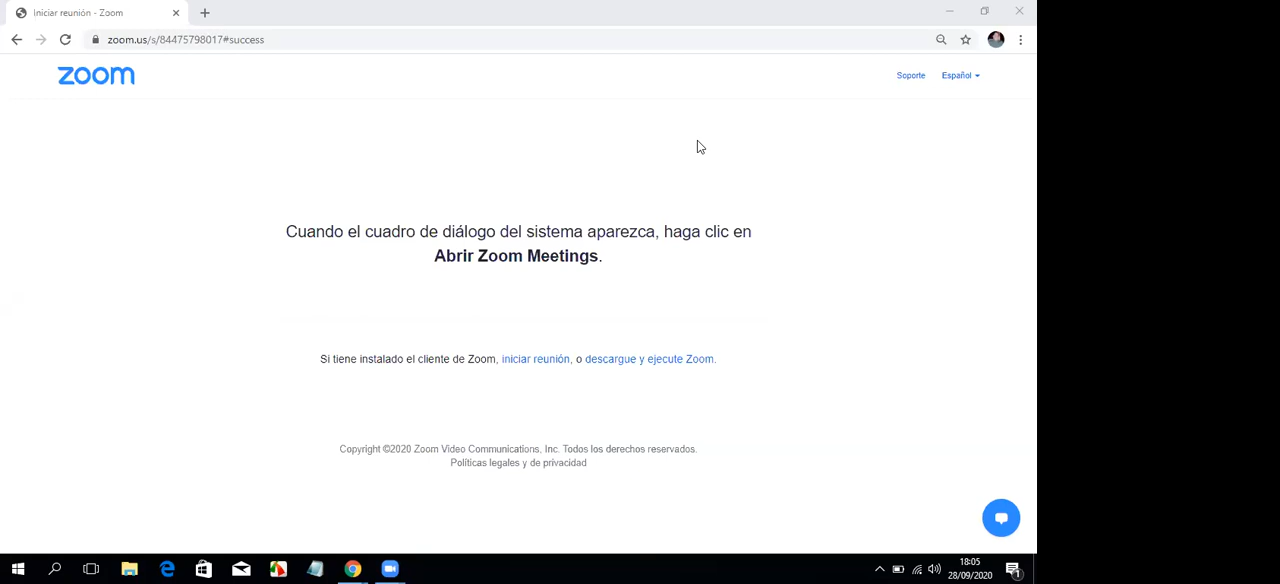 Iniciar reunión - Zoom
zoom.us/s/84475798017#success
zoom
Soporte
Español
Cuando el cuadro de diálogo del sistema aparezca, haga clic en
Abrir Zoom Meetings.
Si tiene instalado el cliente de Zoom, iniciar reunión, o descargue y ejecute Zoom.
Copyright ©2020 Zoom Video Communications, Inc. Todos los derechos reservados.
Políticas legales y de privacidad
18:05
28/09/2020
1